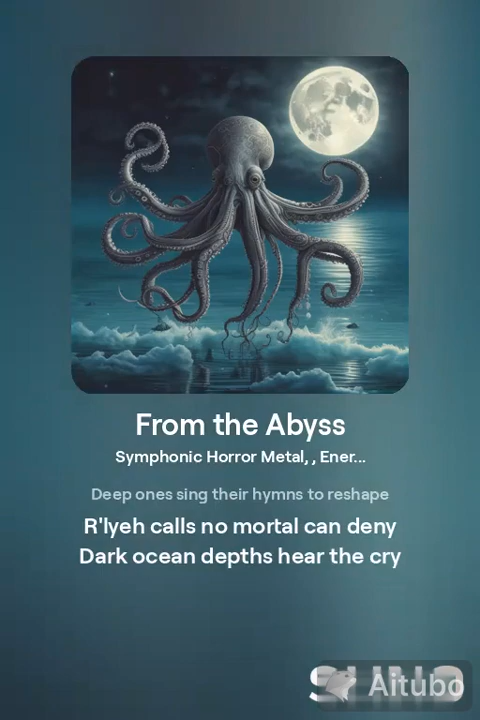 From the Abyss
Symphonic Horror Metal, , Ener...
Deep ones sing their hymns to reshape
R'lyeh calls no mortal can deny
Dark ocean depths hear the cry
Aitubo